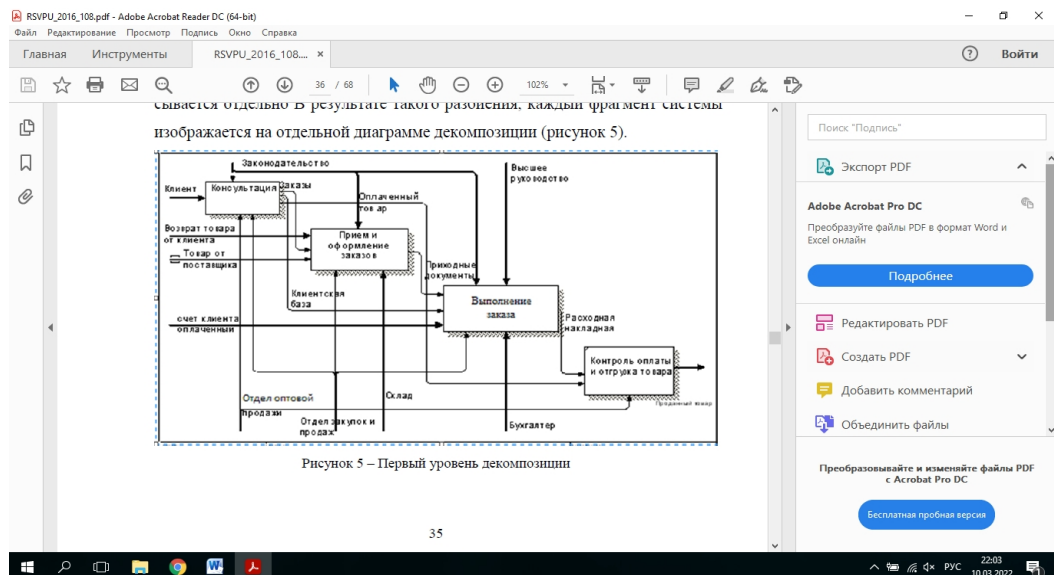 RSVPU_2016_108.pdf - Adobe Acrobat Reader DC (64-bit)
Файл Редактирование Просмотр Подпись Окно Справка
Главная Инструменты RSVPU_2016_108.... × Войти
36 / 68 102%
сывается отдельно В результате такого разбиения, каждый фрагмент системы
изображается на отдельной диаграмме декомпозиции (рисунок 5).
Законодательство
Высшее
руководство
Клиент
Консультация
Заказы
Оплаченный
товар
Возврат товара
от клиента
Прием и
оформление
заказов
Товар от
поставщика
Приходные
документы
Клиентская
база
Выполнение
заказа
счет клиента
оплаченный
Расходная
накладная
Контроль оплаты
и отгрузка товара
Проданный товар
Отдел оптовой
продажи
Склад
Отдел закупок и
продаж
Бухгалтер
Рисунок 5 – Первый уровень декомпозиции
35
Поиск "Подпись"
Экспорт PDF
Adobe Acrobat Pro DC
Преобразуйте файлы PDF в формат Word и
Excel онлайн
Подробнее
Редактировать PDF
Создать PDF
Добавить комментарий
Объединить файлы
Преобразовывайте и изменяйте файлы PDF
с Acrobat Pro DC
Бесплатная пробная версия
РУС
22:03
10.03.2022